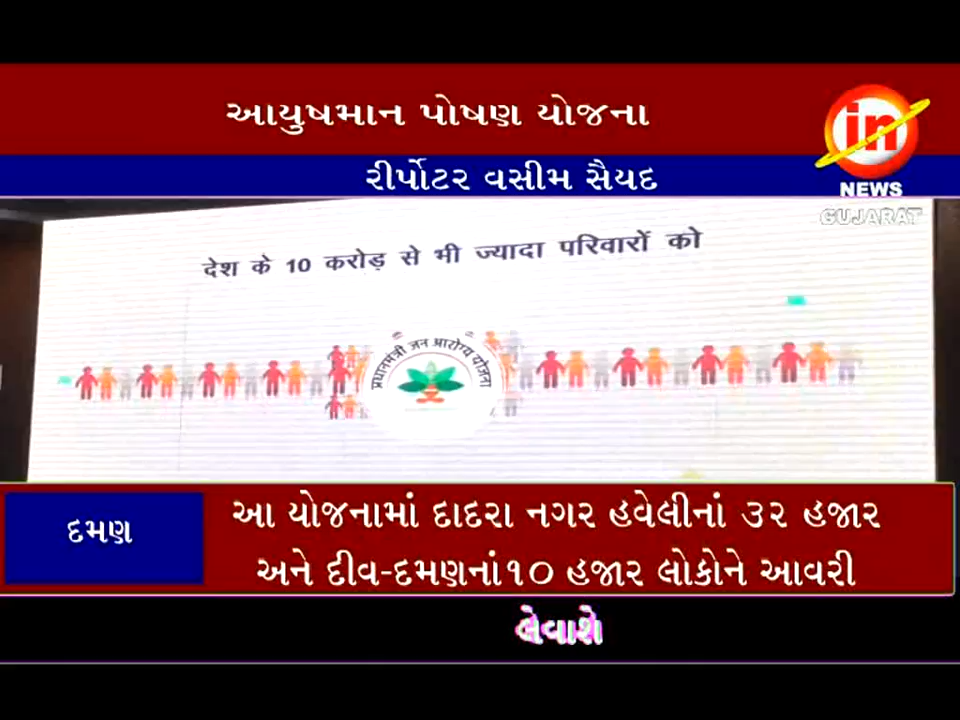 આયુષમાન પોષણ યોજના
in
NEWS
GUJARAT
રીર્પોટર વસીમ સૈયદ
देश के 10 करोड़ से भी ज्यादा परिवारों को
प्रधानमंत्री जन आरोग्य योजना
દમણ
આ યોજનામાં દાદરા નગર હવેલીનાં ૩૨ હજાર
અને દીવ-દમણનાં૧૦ હજાર લોકોને આવરી
લેવાશે